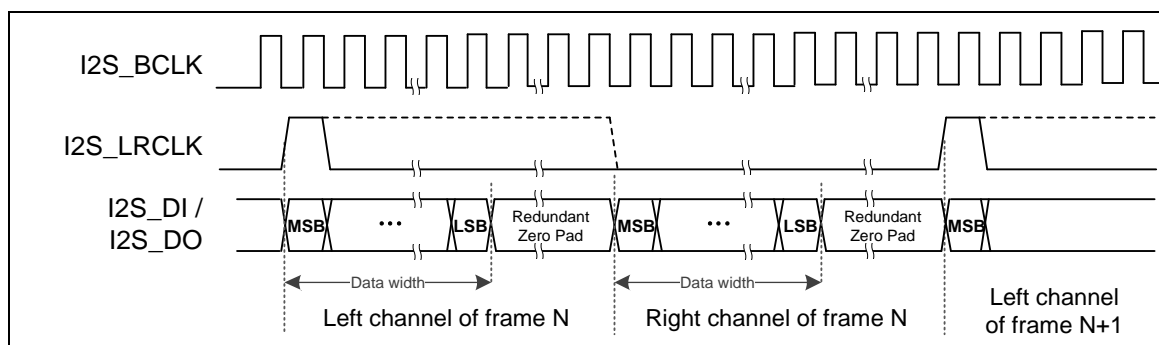 I2S_BCLK
I2S_LRCLK
I2S_DI /
I2S_DO
MSB ... LSB Redundant Zero Pad MSB ... LSB Redundant Zero Pad MSB
Data width Data width
Left channel of frame N Right channel of frame N Left channel
of frame N+1